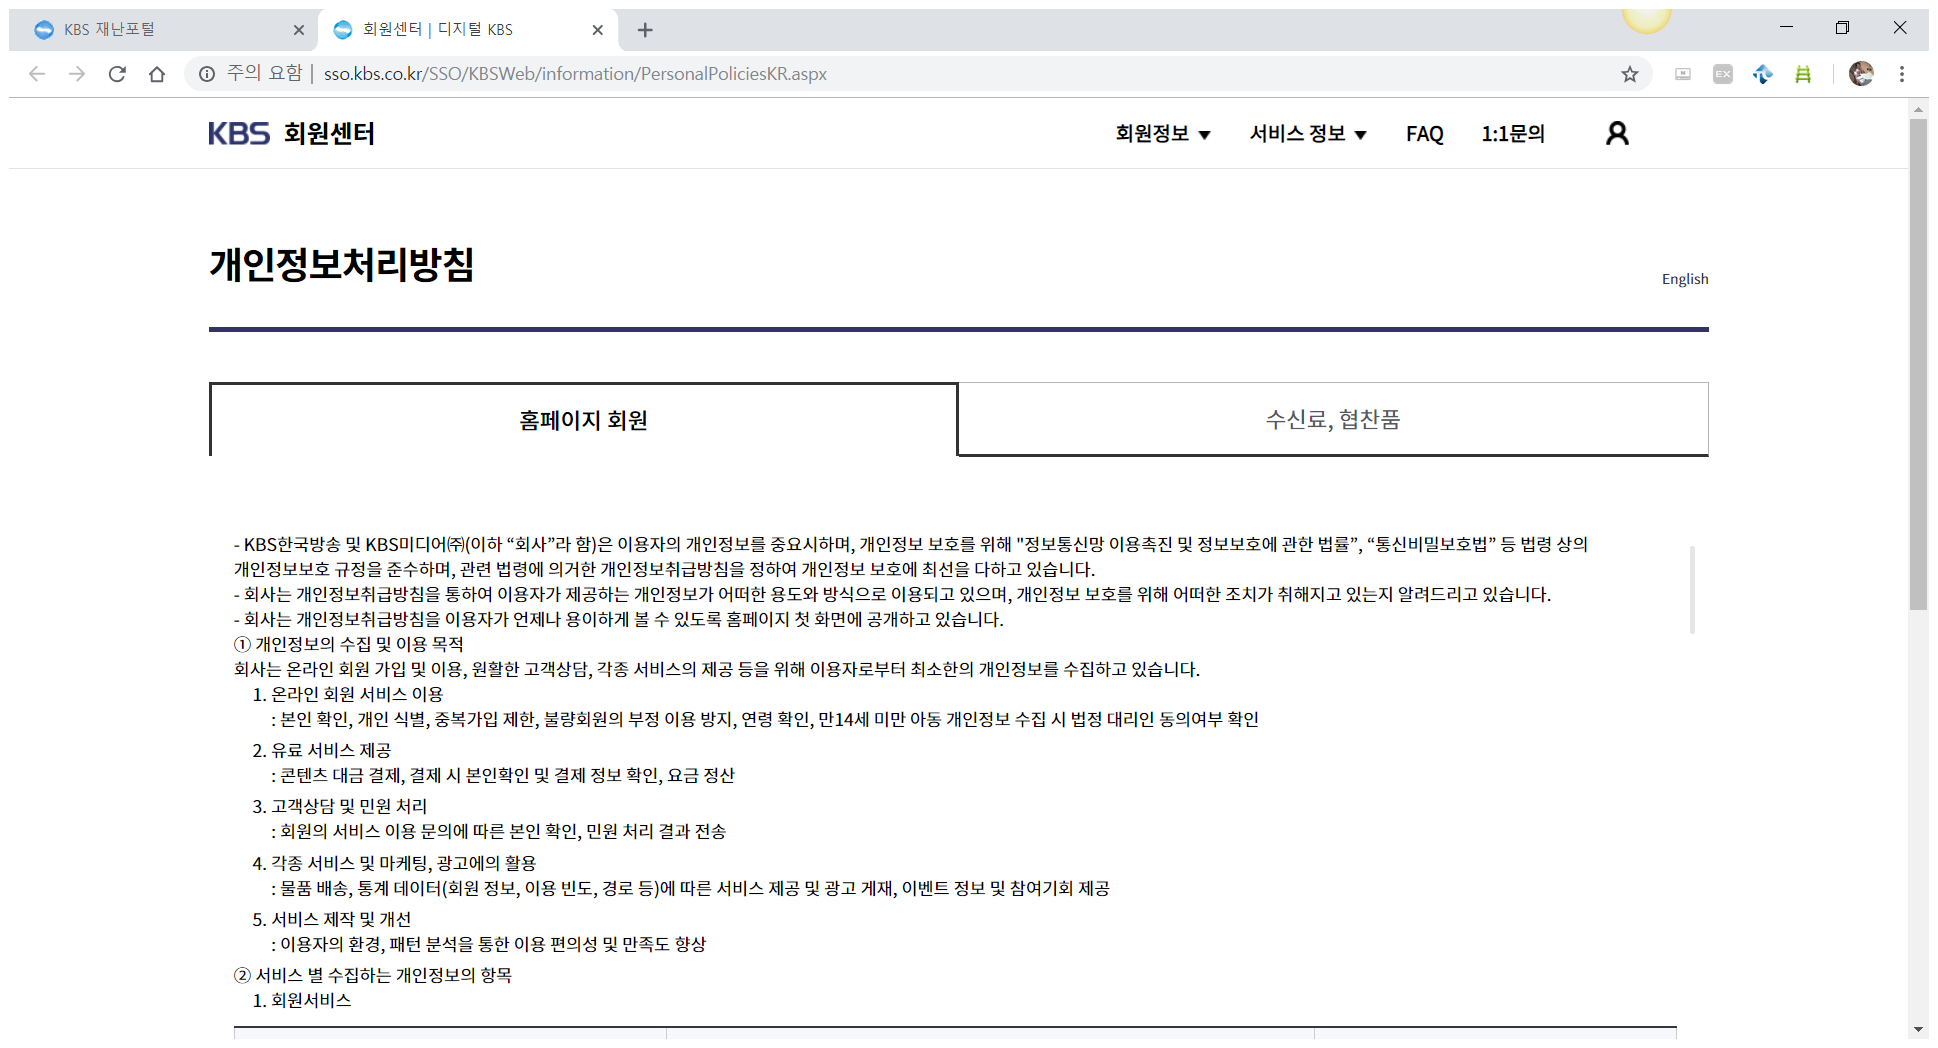 KBS 재난포털
회원센터 | 디지털 KBS
주의 요함 | sso.kbs.co.kr/SSO/KBSWeb/information/PersonalPoliciesKR.aspx
EX
KBS 회원센터
회원정보 ▼ 서비스 정보 ▼ FAQ 1:1문의
개인정보처리방침
English
홈페이지 회원
수신료, 협찬품
- KBS한국방송 및 KBS미디어㈜(이하 “회사”라 함)은 이용자의 개인정보를 중요시하며, 개인정보 보호를 위해 "정보통신망 이용촉진 및 정보보호에 관한 법률”, “통신비밀보호법” 등 법령 상의
개인정보보호 규정을 준수하며, 관련 법령에 의거한 개인정보취급방침을 정하여 개인정보 보호에 최선을 다하고 있습니다.
- 회사는 개인정보취급방침을 통하여 이용자가 제공하는 개인정보가 어떠한 용도와 방식으로 이용되고 있으며, 개인정보 보호를 위해 어떠한 조치가 취해지고 있는지 알려드리고 있습니다.
- 회사는 개인정보취급방침을 이용자가 언제나 용이하게 볼 수 있도록 홈페이지 첫 화면에 공개하고 있습니다.
① 개인정보의 수집 및 이용 목적
회사는 온라인 회원 가입 및 이용, 원활한 고객상담, 각종 서비스의 제공 등을 위해 이용자로부터 최소한의 개인정보를 수집하고 있습니다.
1. 온라인 회원 서비스 이용
: 본인 확인, 개인 식별, 중복가입 제한, 불량회원의 부정 이용 방지, 연령 확인, 만14세 미만 아동 개인정보 수집 시 법정 대리인 동의여부 확인
2. 유료 서비스 제공
: 콘텐츠 대금 결제, 결제 시 본인확인 및 결제 정보 확인, 요금 정산
3. 고객상담 및 민원 처리
: 회원의 서비스 이용 문의에 따른 본인 확인, 민원 처리 결과 전송
4. 각종 서비스 및 마케팅, 광고에의 활용
: 물품 배송, 통계 데이터(회원 정보, 이용 빈도, 경로 등)에 따른 서비스 제공 및 광고 게재, 이벤트 정보 및 참여기회 제공
5. 서비스 제작 및 개선
: 이용자의 환경, 패턴 분석을 통한 이용 편의성 및 만족도 향상
② 서비스 별 수집하는 개인정보의 항목
1. 회원서비스